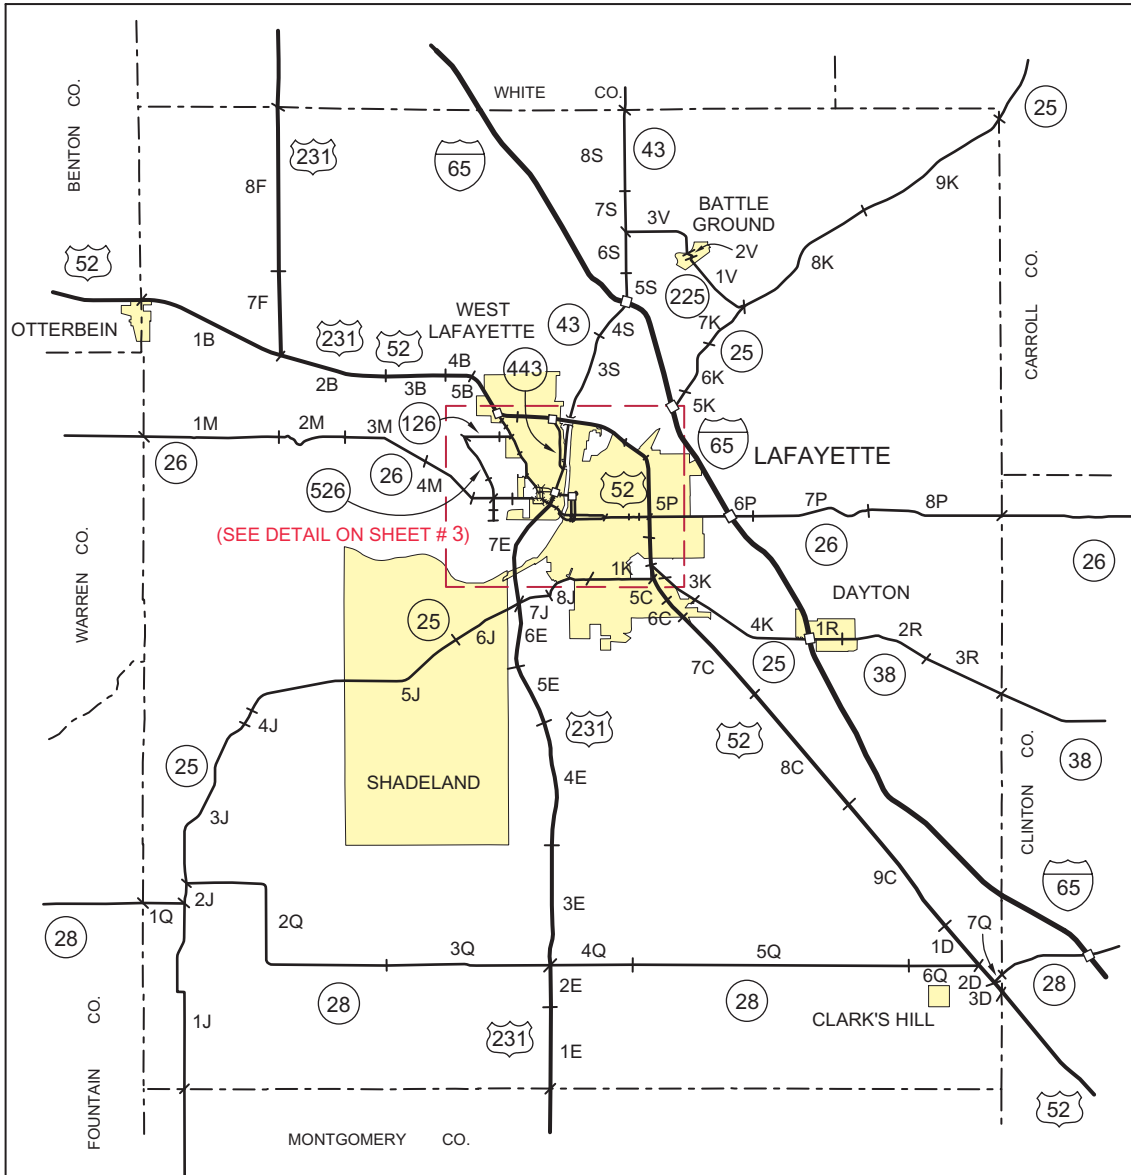 WHITE CO.
BENTON CO.
25
43
231
65
8S
8F
9K
BATTLE
GROUND
7S
3V
2V
6S
8K
52
1V
5S
225
CARROLL CO.
7F
WEST
LAFAYETTE
OTTERBEIN
1B
231
52
43
4S
7K
25
4B
443
3S
2B
3B
5B
6K
5K
1M
2M
3M
126
65
LAFAYETTE
26
26
4M
526
52
5P
6P
7P
8P
(SEE DETAIL ON SHEET # 3)
7E
26
26
WARREN CO.
1K
3K
DAYTON
8J
5C
7J
6C
25
6J
6E
4K
1R
2R
25
38
3R
7C
5E
5J
4J
231
52
25
4E
8C
38
SHADELAND
CLINTON CO.
3J
9C
65
2J
1Q
3E
28
2Q
7Q
3Q
4Q
5Q
1D
6Q
2D
28
2E
3D
28
28
CLARK'S HILL
1J
231
1E
FOUNTAIN CO.
52
MONTGOMERY CO.